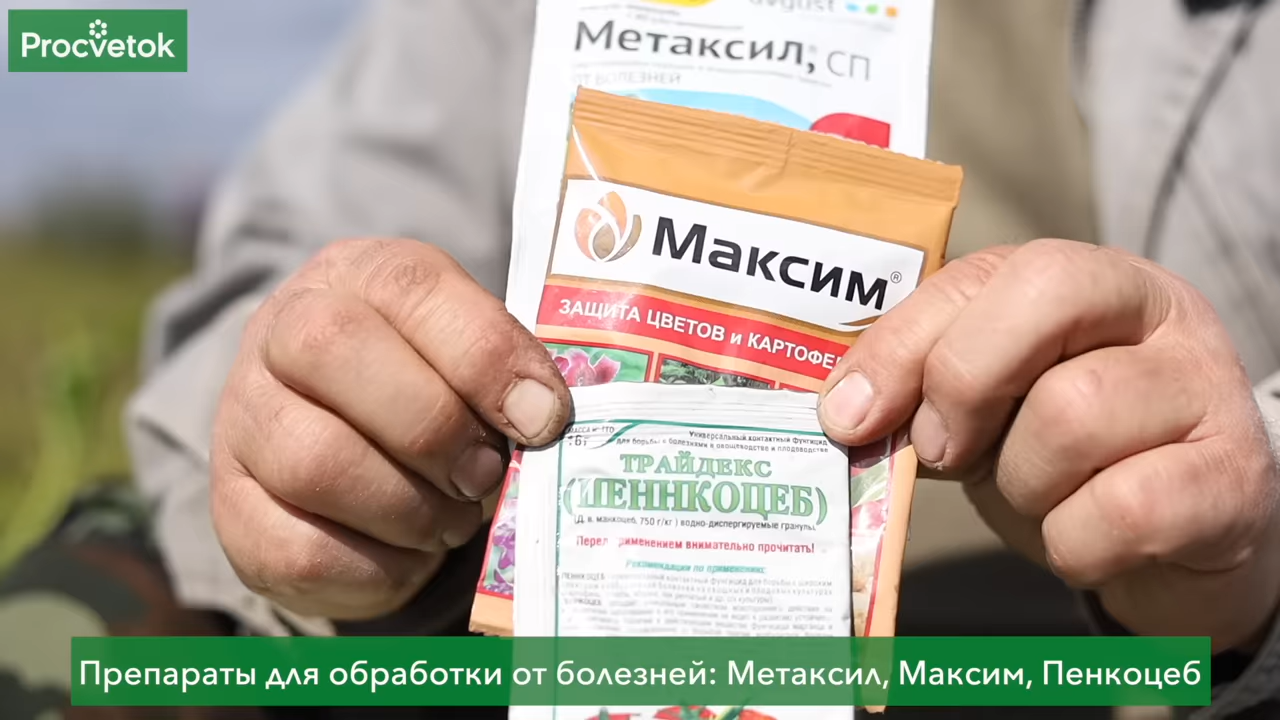 Procvetok
avgust
Метаксил, СП
ОТ БОЛЕЗНЕЙ
Максим®
ЗАЩИТА ЦВЕТОВ и КАРТОФЕ
Универсальный контактный фунгицид
для борьбы с болезнями в овощеводстве и плодоводстве
ТРАЙДЕКС
(ПЕННКОЦЕБ)
(Д. в. манкоцеб, 750 г/кг) водно-диспергируемые гранулы
Перед применением внимательно прочитать!
Рекомендации по применению:
Препараты для обработки от болезней: Метаксил, Максим, Пенкоцеб